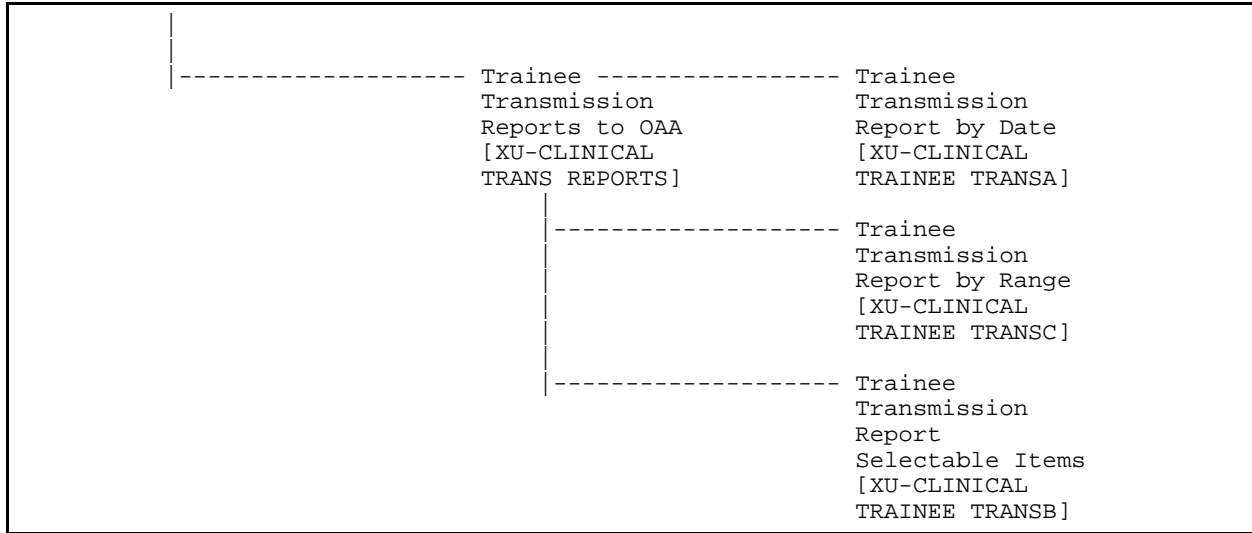 Trainee
Transmission
Reports to OAA
[XU-CLINICAL
TRANS REPORTS]
Trainee
Transmission
Report by Date
[XU-CLINICAL
TRAINEE TRANSA]
Trainee
Transmission
Report by Range
[XU-CLINICAL
TRAINEE TRANSC]
Trainee
Transmission
Report
Selectable Items
[XU-CLINICAL
TRAINEE TRANSB]